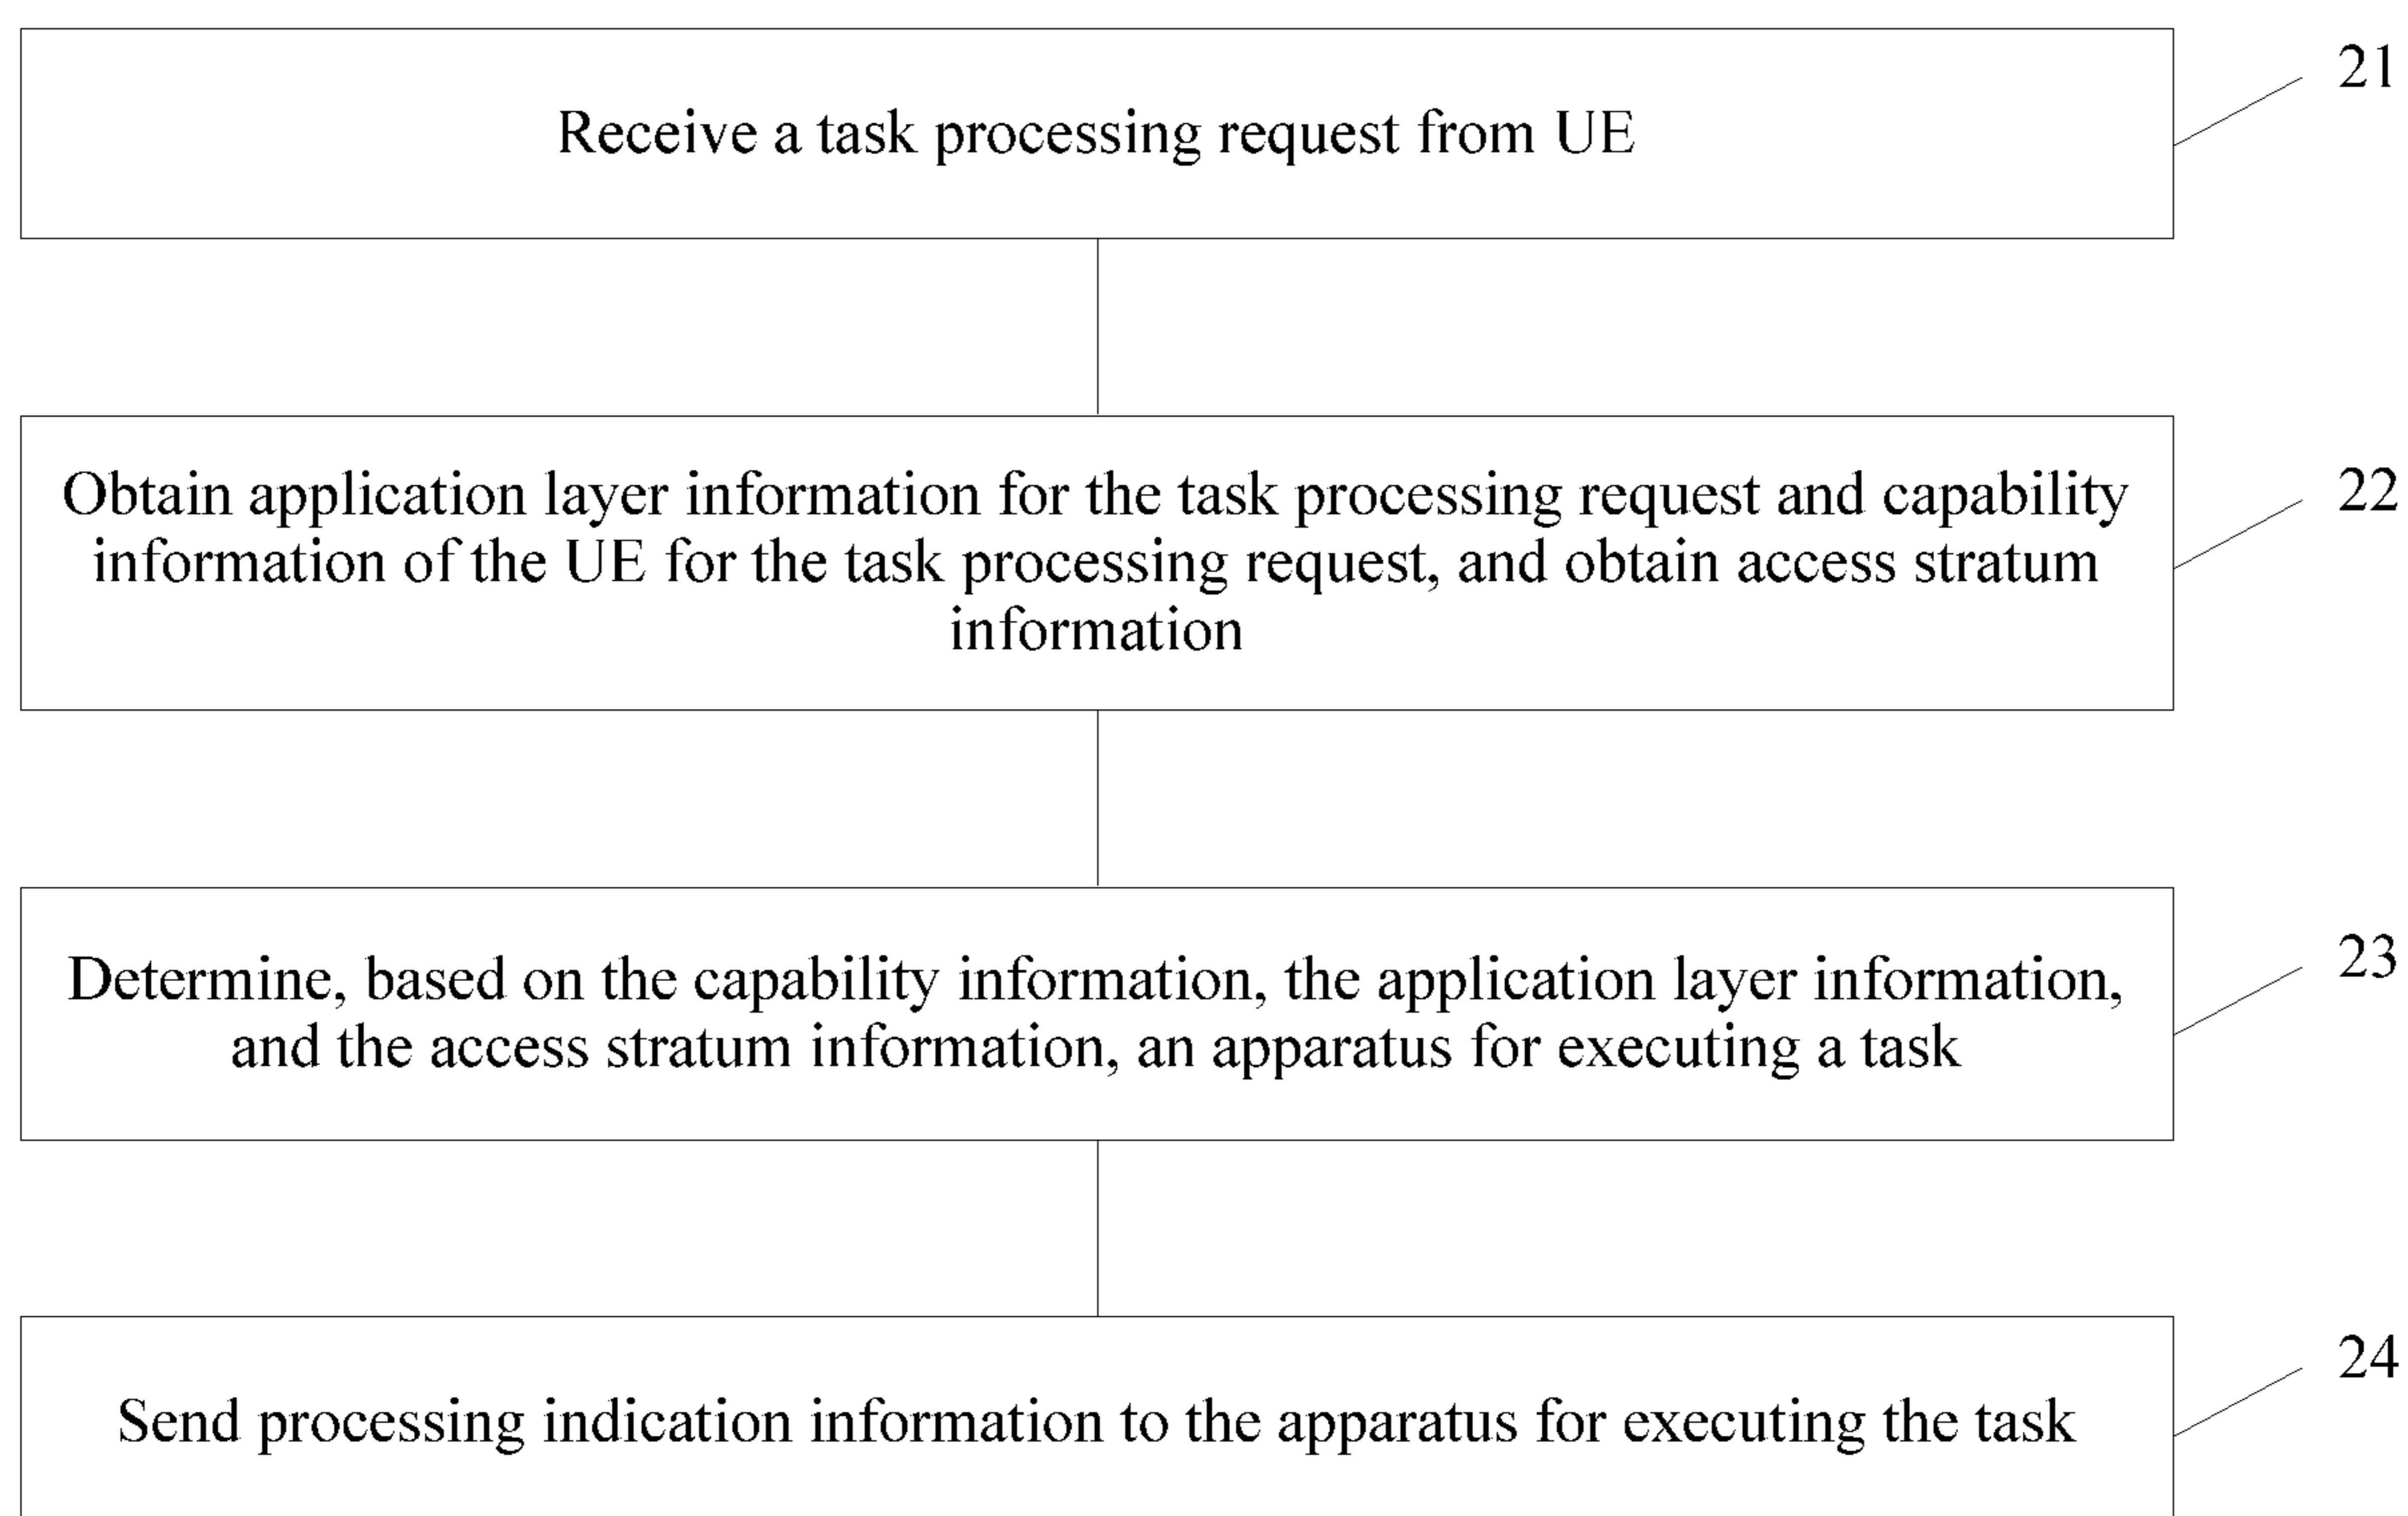 21
Receive a task processing request from UE
22
Obtain application layer information for the task processing request and capability
information of the UE for the task processing request, and obtain access stratum
information
23
Determine, based on the capability information, the application layer information,
and the access stratum information, an apparatus for executing a task
24
Send processing indication information to the apparatus for executing the task